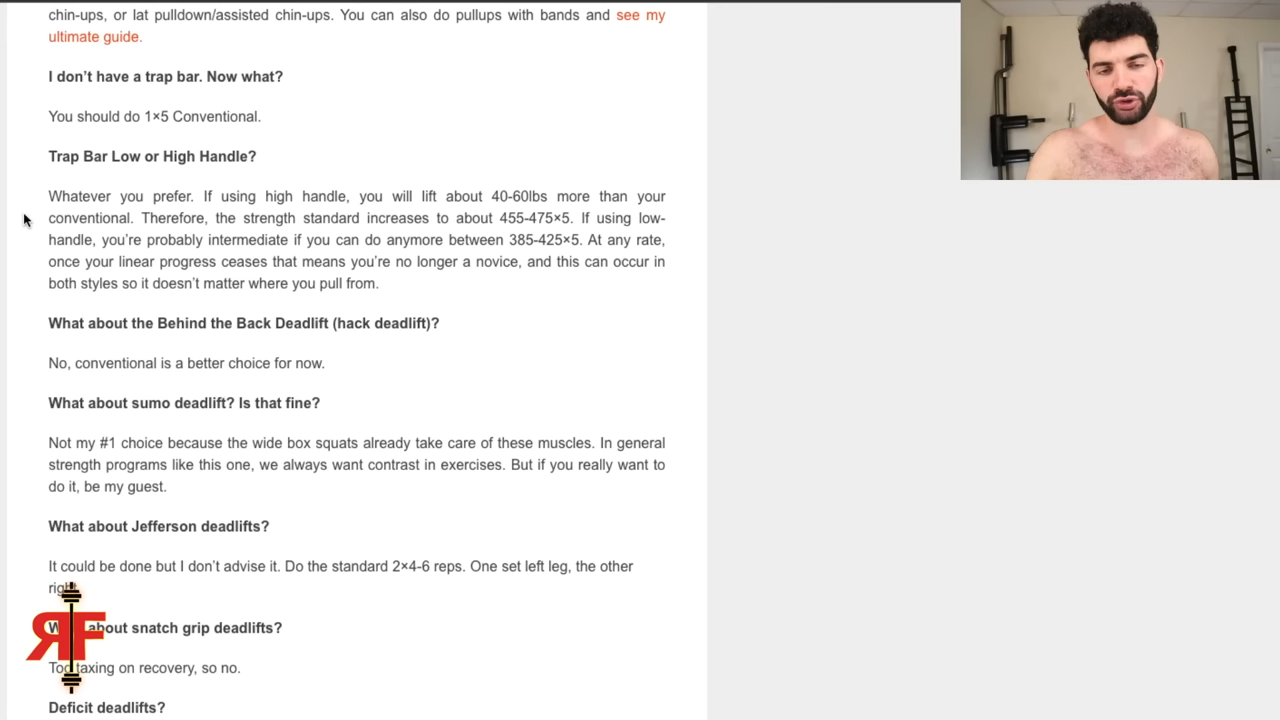 chin-ups, or lat pulldown/assisted chin-ups. You can also do pullups with bands and see my
ultimate guide.
I don’t have a trap bar. Now what?
You should do 1×5 Conventional.
Trap Bar Low or High Handle?
Whatever you prefer. If using high handle, you will lift about 40-60lbs more than your
conventional. Therefore, the strength standard increases to about 455-475×5. If using low-
handle, you’re probably intermediate if you can do anymore between 385-425×5. At any rate,
once your linear progress ceases that means you’re no longer a novice, and this can occur in
both styles so it doesn’t matter where you pull from.
What about the Behind the Back Deadlift (hack deadlift)?
No, conventional is a better choice for now.
What about sumo deadlift? Is that fine?
Not my #1 choice because the wide box squats already take care of these muscles. In general
strength programs like this one, we always want contrast in exercises. But if you really want to
do it, be my guest.
What about Jefferson deadlifts?
It could be done but I don’t advise it. Do the standard 2×4-6 reps. One set left leg, the other
right.
RF
about snatch grip deadlifts?
Too taxing on recovery, so no.
Deficit deadlifts?